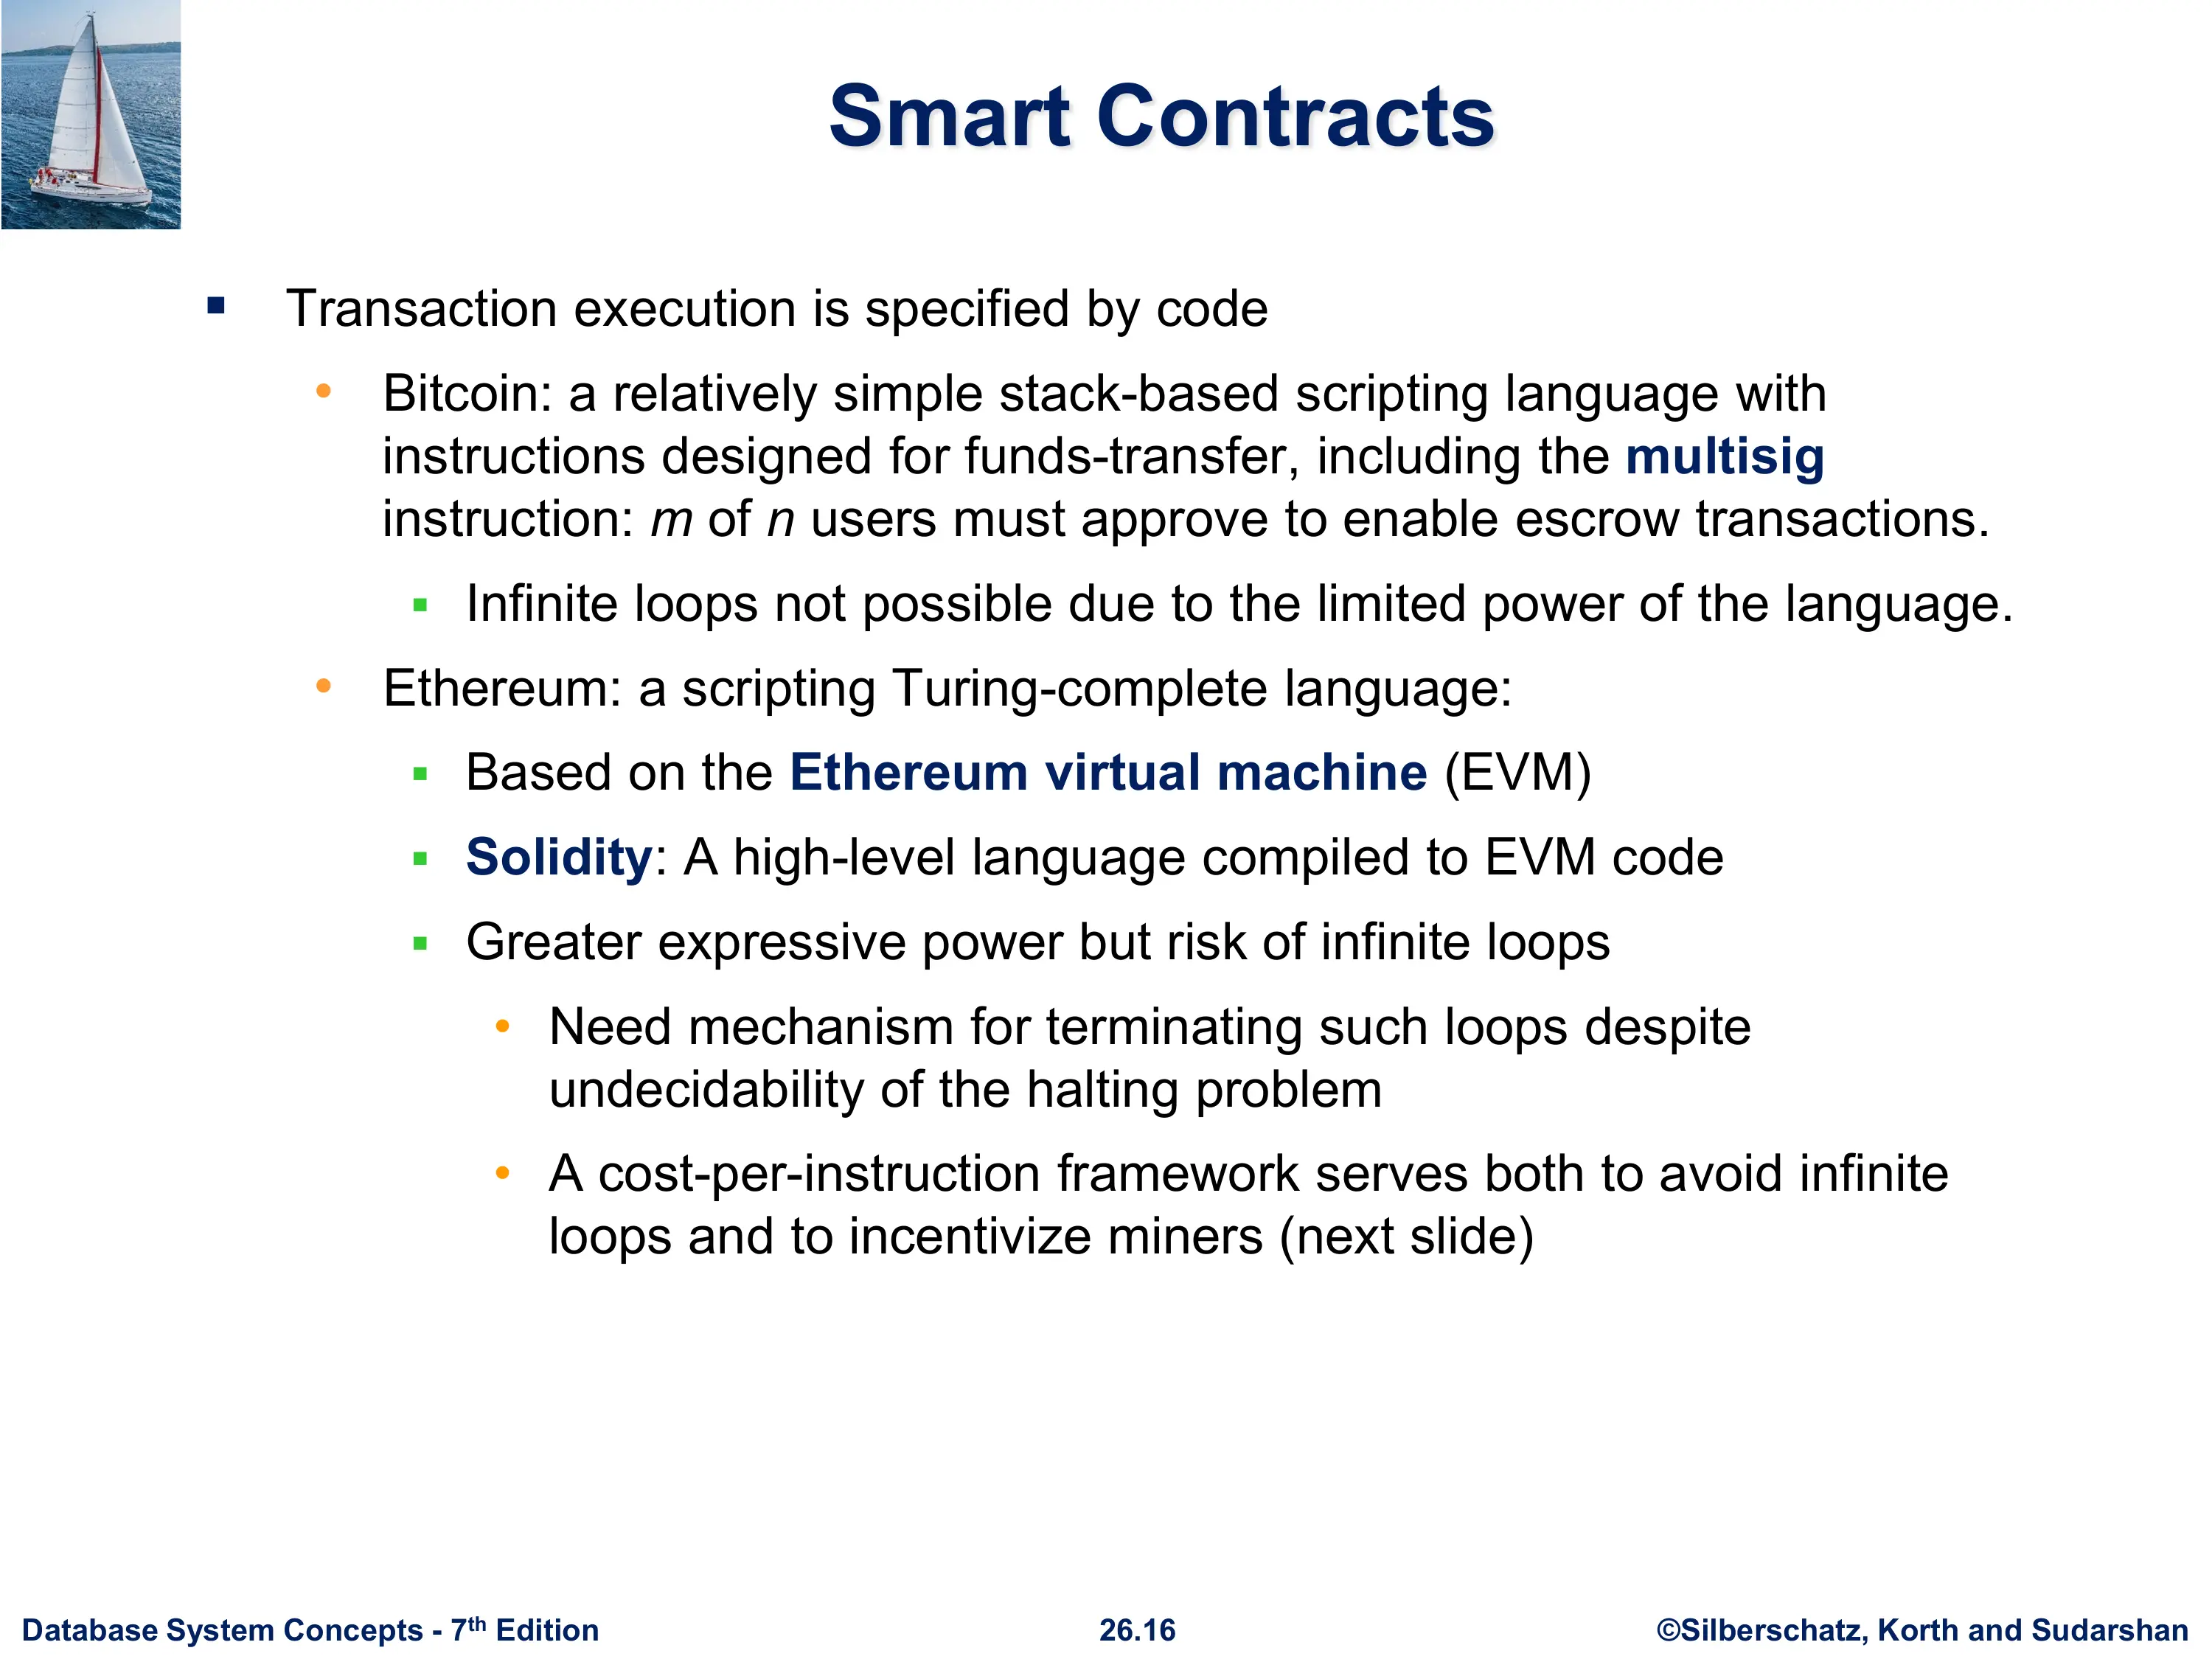 Smart Contracts
Transaction execution is specified by code
Bitcoin: a relatively simple stack-based scripting language with
instructions designed for funds-transfer, including the multisig
instruction: m of n users must approve to enable escrow transactions.
Infinite loops not possible due to the limited power of the language.
Ethereum: a scripting Turing-complete language:
Based on the Ethereum virtual machine (EVM)
Solidity: A high-level language compiled to EVM code
Greater expressive power but risk of infinite loops
Need mechanism for terminating such loops despite
undecidability of the halting problem
A cost-per-instruction framework serves both to avoid infinite
loops and to incentivize miners (next slide)
Database System Concepts - 7th Edition
26.16
©Silberschatz, Korth and Sudarshan